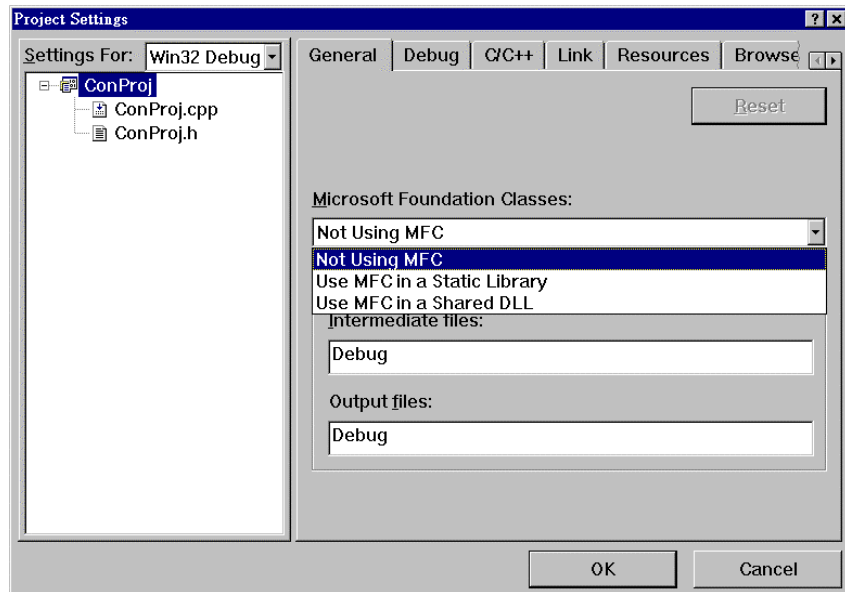 Project Settings
Settings For: Win32 Debug
ConProj
ConProj.cpp
ConProj.h
General Debug C/C++ Link Resources Browse
Reset
Microsoft Foundation Classes:
Not Using MFC
Not Using MFC
Use MFC in a Static Library
Use MFC in a Shared DLL
Intermediate files:
Debug
Output files:
Debug
OK Cancel